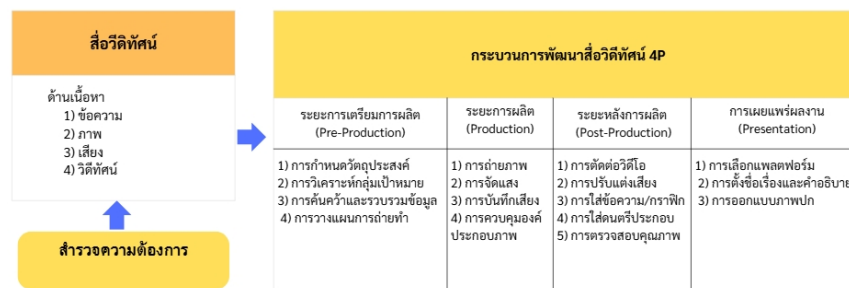 สื่อวีดิทัศน์
ด้านเนื้อหา
1) ข้อความ
2) ภาพ
3) เสียง
4) วิดีทัศน์
สำรวจความต้องการ
กระบวนการพัฒนาสื่อวิดีทัศน์ 4P
ระยะการเตรียมการผลิต
(Pre-Production)
1) การกำหนดวัตถุประสงค์
2) การวิเคราะห์กลุ่มเป้าหมาย
3) การค้นคว้าและรวบรวมข้อมูล
4) การวางแผนการถ่ายทำ
ระยะการผลิต
(Production)
1) การถ่ายภาพ
2) การจัดแสง
3) การบันทึกเสียง
4) การควบคุมองค์
ประกอบภาพ
ระยะหลังการผลิต
(Post-Production)
1) การตัดต่อวิดีโอ
2) การปรับแต่งเสียง
3) การใส่ข้อความ/กราฟิก
4) การใส่ดนตรีประกอบ
5) การตรวจสอบคุณภาพ
การเผยแพร่ผลงาน
(Presentation)
1) การเลือกแพลตฟอร์ม
2) การตั้งชื่อเรื่องและคำอธิบาย
3) การออกแบบภาพปก